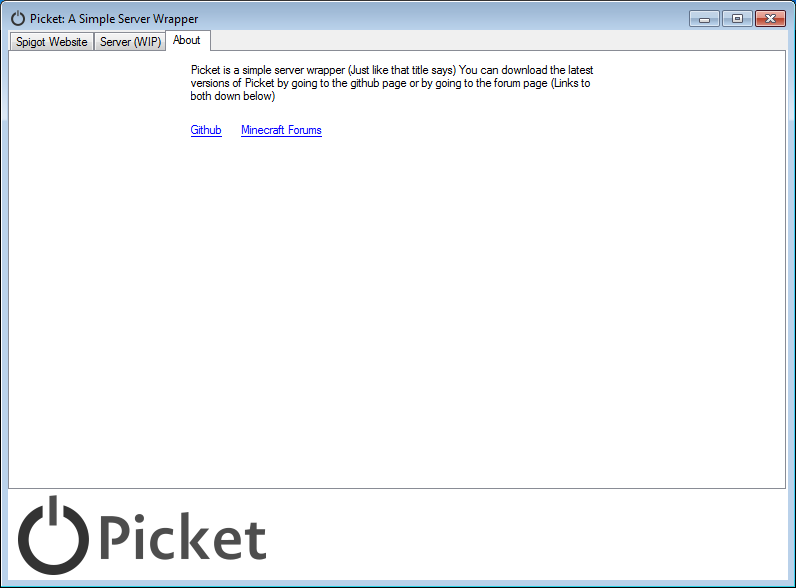 Picket: A Simple Server Wrapper
Spigot Website Server (WIP) About
Picket is a simple server wrapper (Just like that title says) You can download the latest
versions of Picket by going to the github page or by going to the forum page (Links to
both down below)
Github Minecraft Forums
Picket